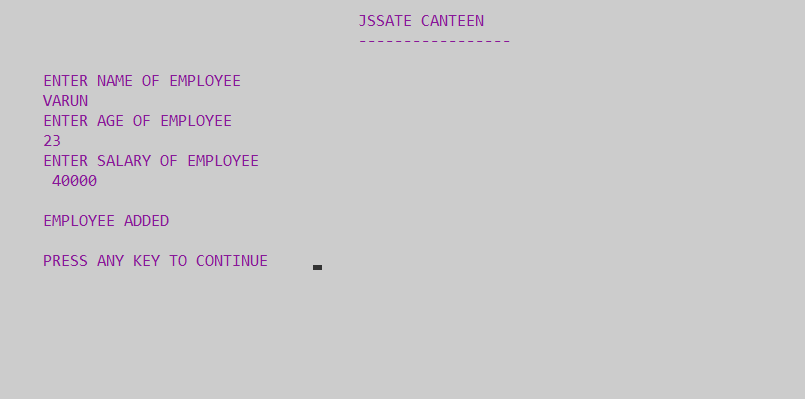 JSSATE CANTEEN
-----------------
ENTER NAME OF EMPLOYEE
VARUN
ENTER AGE OF EMPLOYEE
23
ENTER SALARY OF EMPLOYEE
40000
EMPLOYEE ADDED
PRESS ANY KEY TO CONTINUE